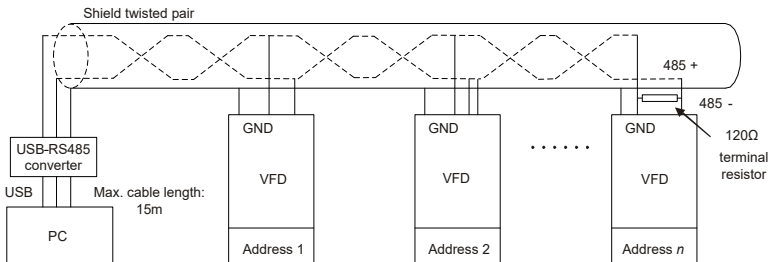 Shield twisted pair
485 +
485 -
GND
GND
GND
120Ω
terminal
resistor
USB-RS485
converter
VFD
VFD
VFD
......
USB
Max. cable length:
15m
PC
Address 1
Address 2
Address n